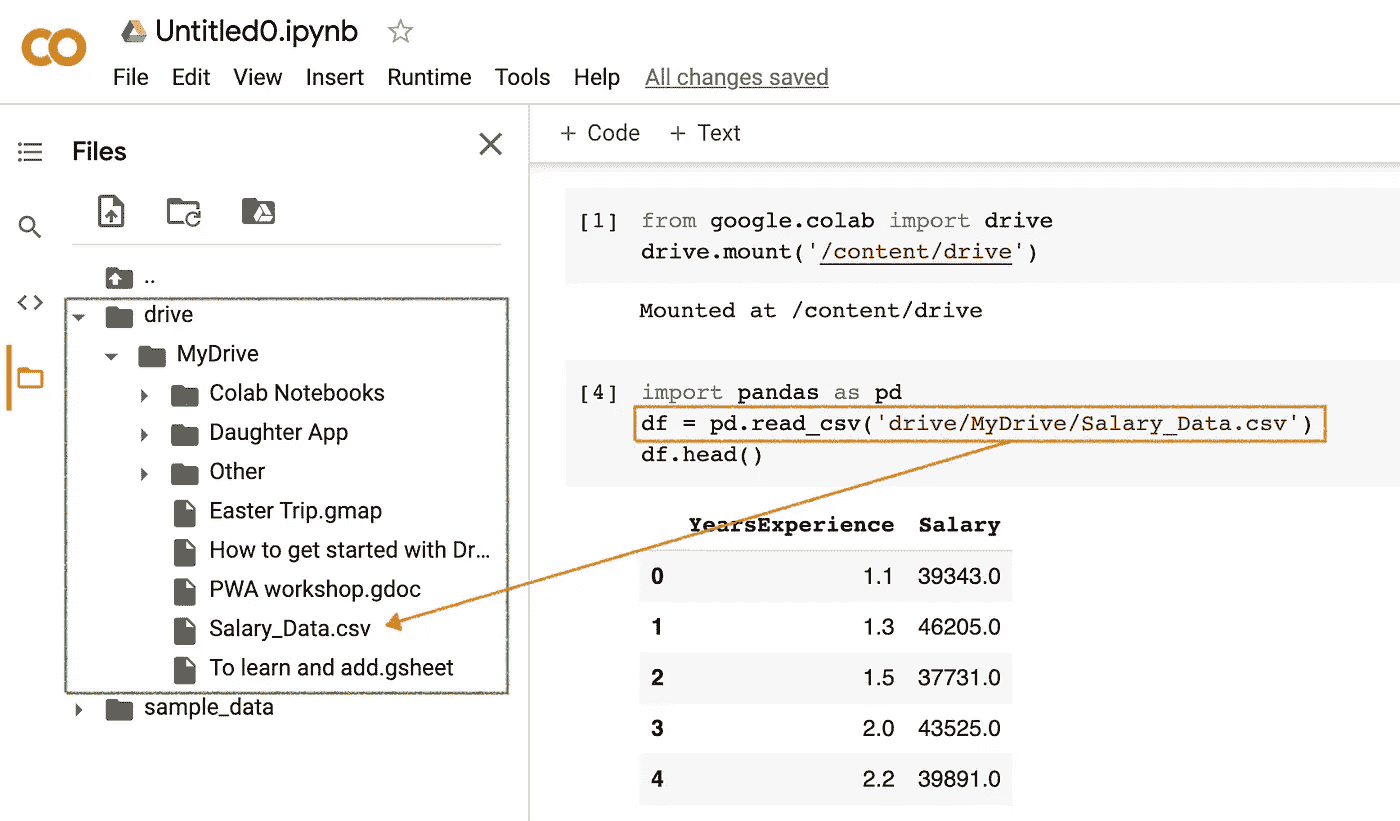 CO
Untitled0.ipynb
File Edit View Insert Runtime Tools Help All changes saved
Files
+ Code + Text
..
drive
MyDrive
Colab Notebooks
Daughter App
Other
Easter Trip.gmap
How to get started with Dr...
PWA workshop.gdoc
Salary_Data.csv
To learn and add.gsheet
sample_data
[1] from google.colab import drive
drive.mount('/content/drive')
Mounted at /content/drive
[4] import pandas as pd
df = pd.read_csv('drive/MyDrive/Salary_Data.csv')
df.head()
YearsExperience Salary
0 1.1 39343.0
1 1.3 46205.0
2 1.5 37731.0
3 2.0 43525.0
4 2.2 39891.0